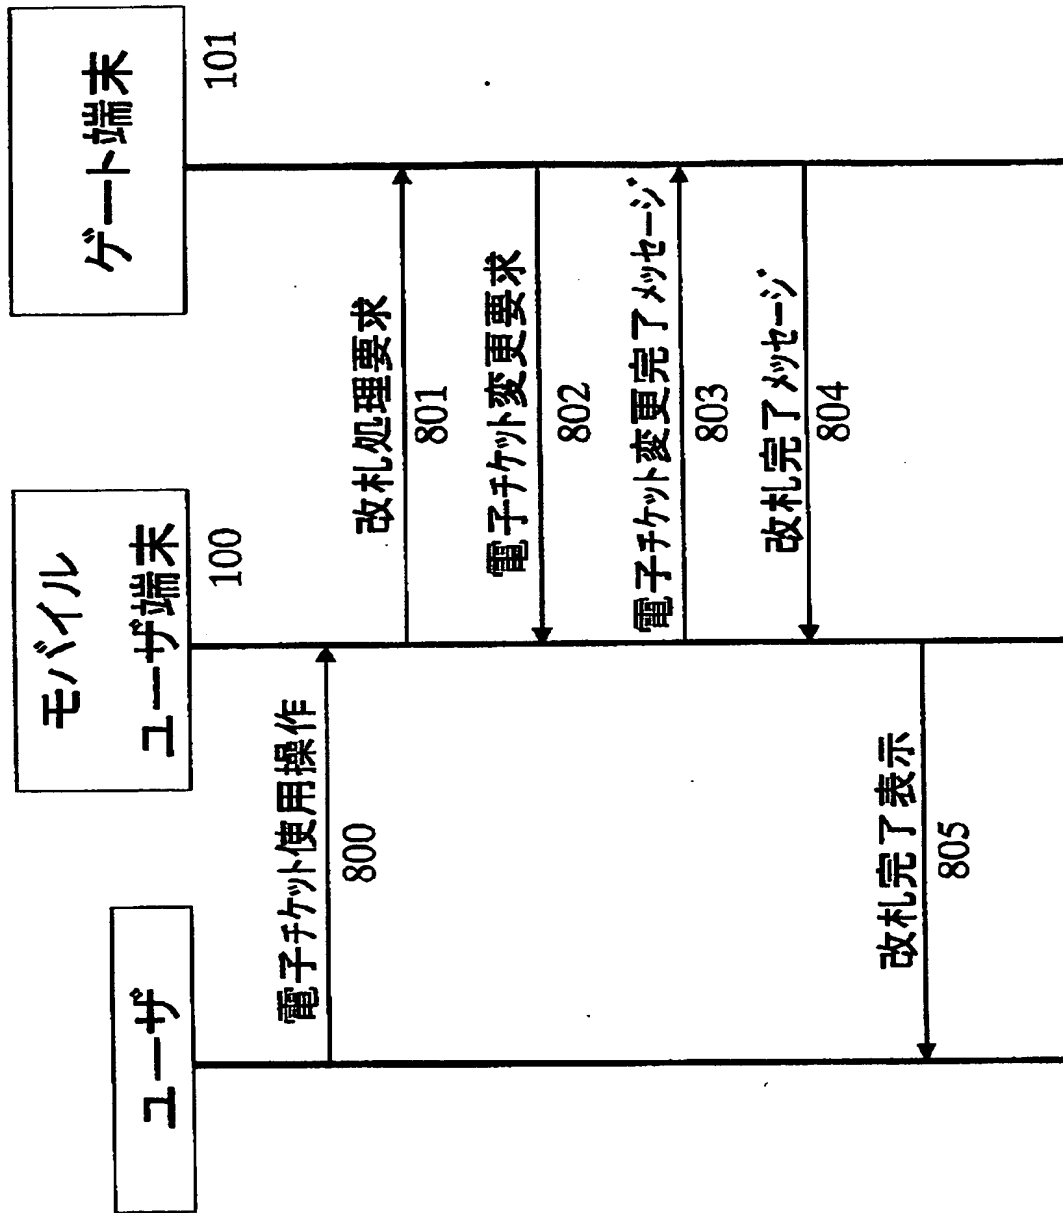 ユーザ
モバイル
ユーザ端末
100
ゲート端末
101
電子チケット使用操作
800
改札処理要求
801
電子チケット変更要求
802
電子チケット変更完了メッセージ
803
改札完了メッセージ
804
改札完了表示
805